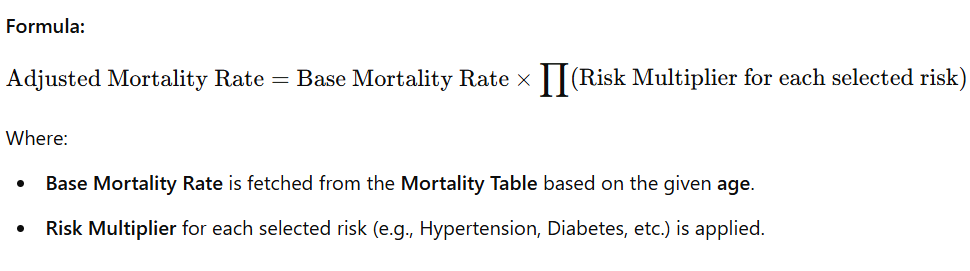 Formula:
Adjusted Mortality Rate = Base Mortality Rate × ∏(Risk Multiplier for each selected risk)
Where:
• Base Mortality Rate is fetched from the Mortality Table based on the given age.
• Risk Multiplier for each selected risk (e.g., Hypertension, Diabetes, etc.) is applied.